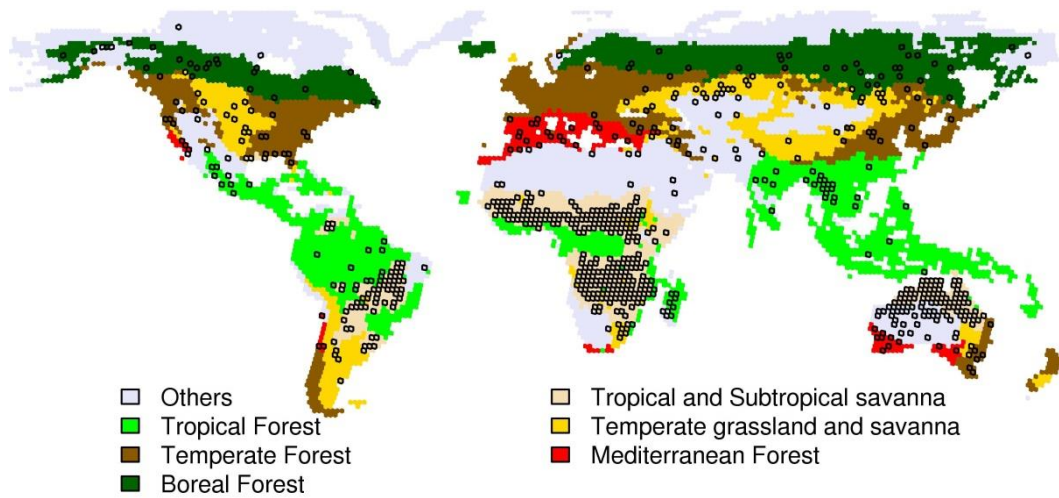 Others
Tropical Forest
Temperate Forest
Boreal Forest
Tropical and Subtropical savanna
Temperate grassland and savanna
Mediterranean Forest